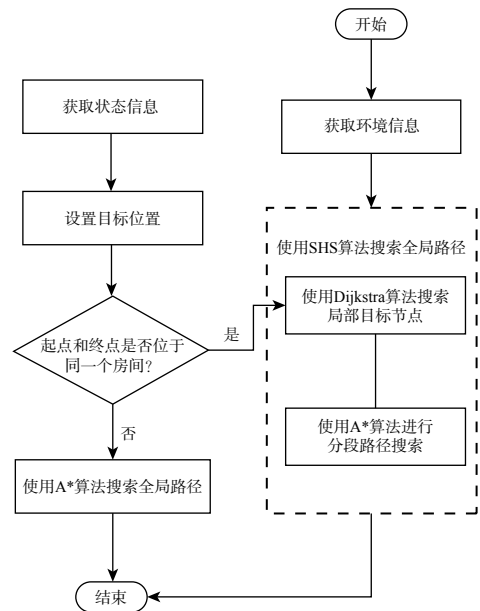 开始
获取状态信息
获取环境信息
设置目标位置
使用SHS算法搜索全局路径
使用Dijkstra算法搜索
局部目标节点
是
起点和终点是否位于
同一个房间?
否
使用A*算法进行
分段路径搜索
使用A*算法搜索全局路径
结束